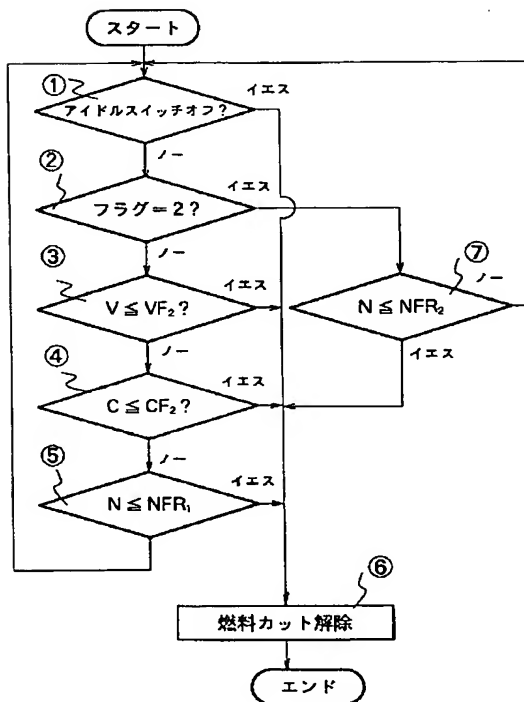 スタート
①
アイドルスイッチオフ?
イエス
ノー
②
フラグ=2?
イエス
ノー
③
V≦VF₂?
イエス
ノー
⑦
N≦NFR₂
ノー
イエス
④
C≦CF₂?
イエス
ノー
⑤
N≦NFR₁
イエス
⑥
燃料カット解除
エンド